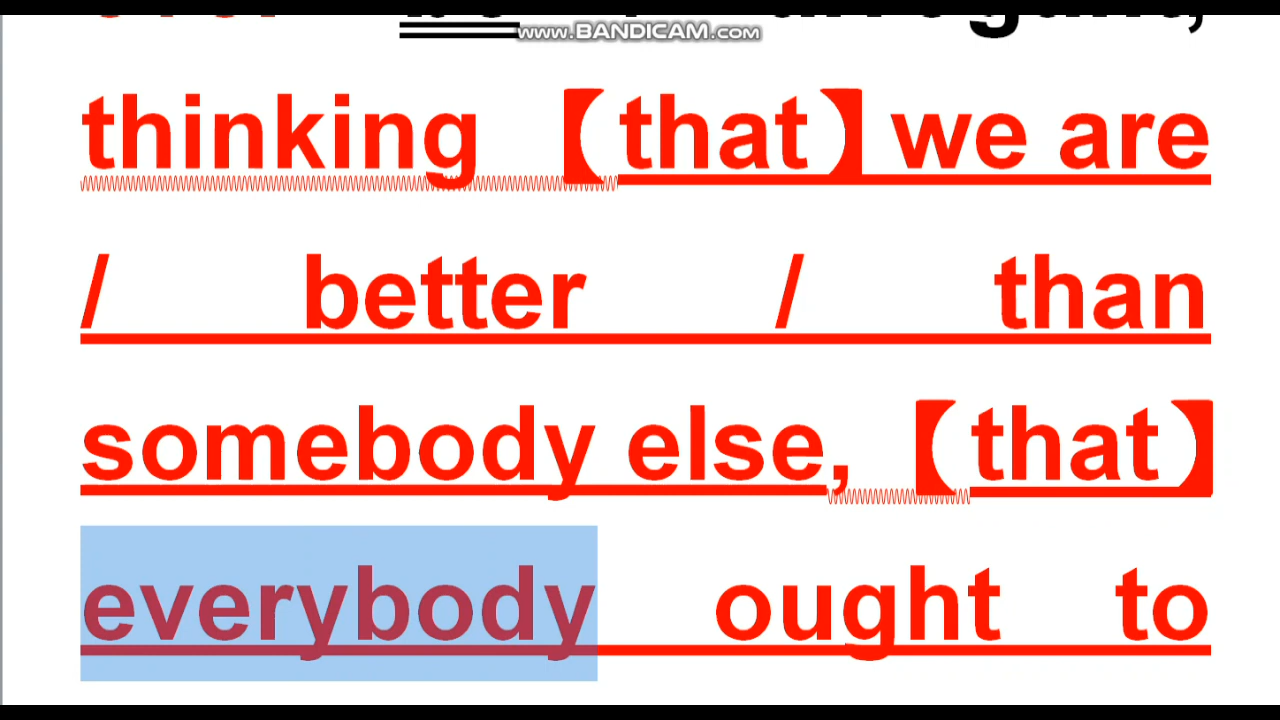 www.BANDICAM.com
thinking 【that】we are
/ better / than
somebody else,【that】
everybody ought to